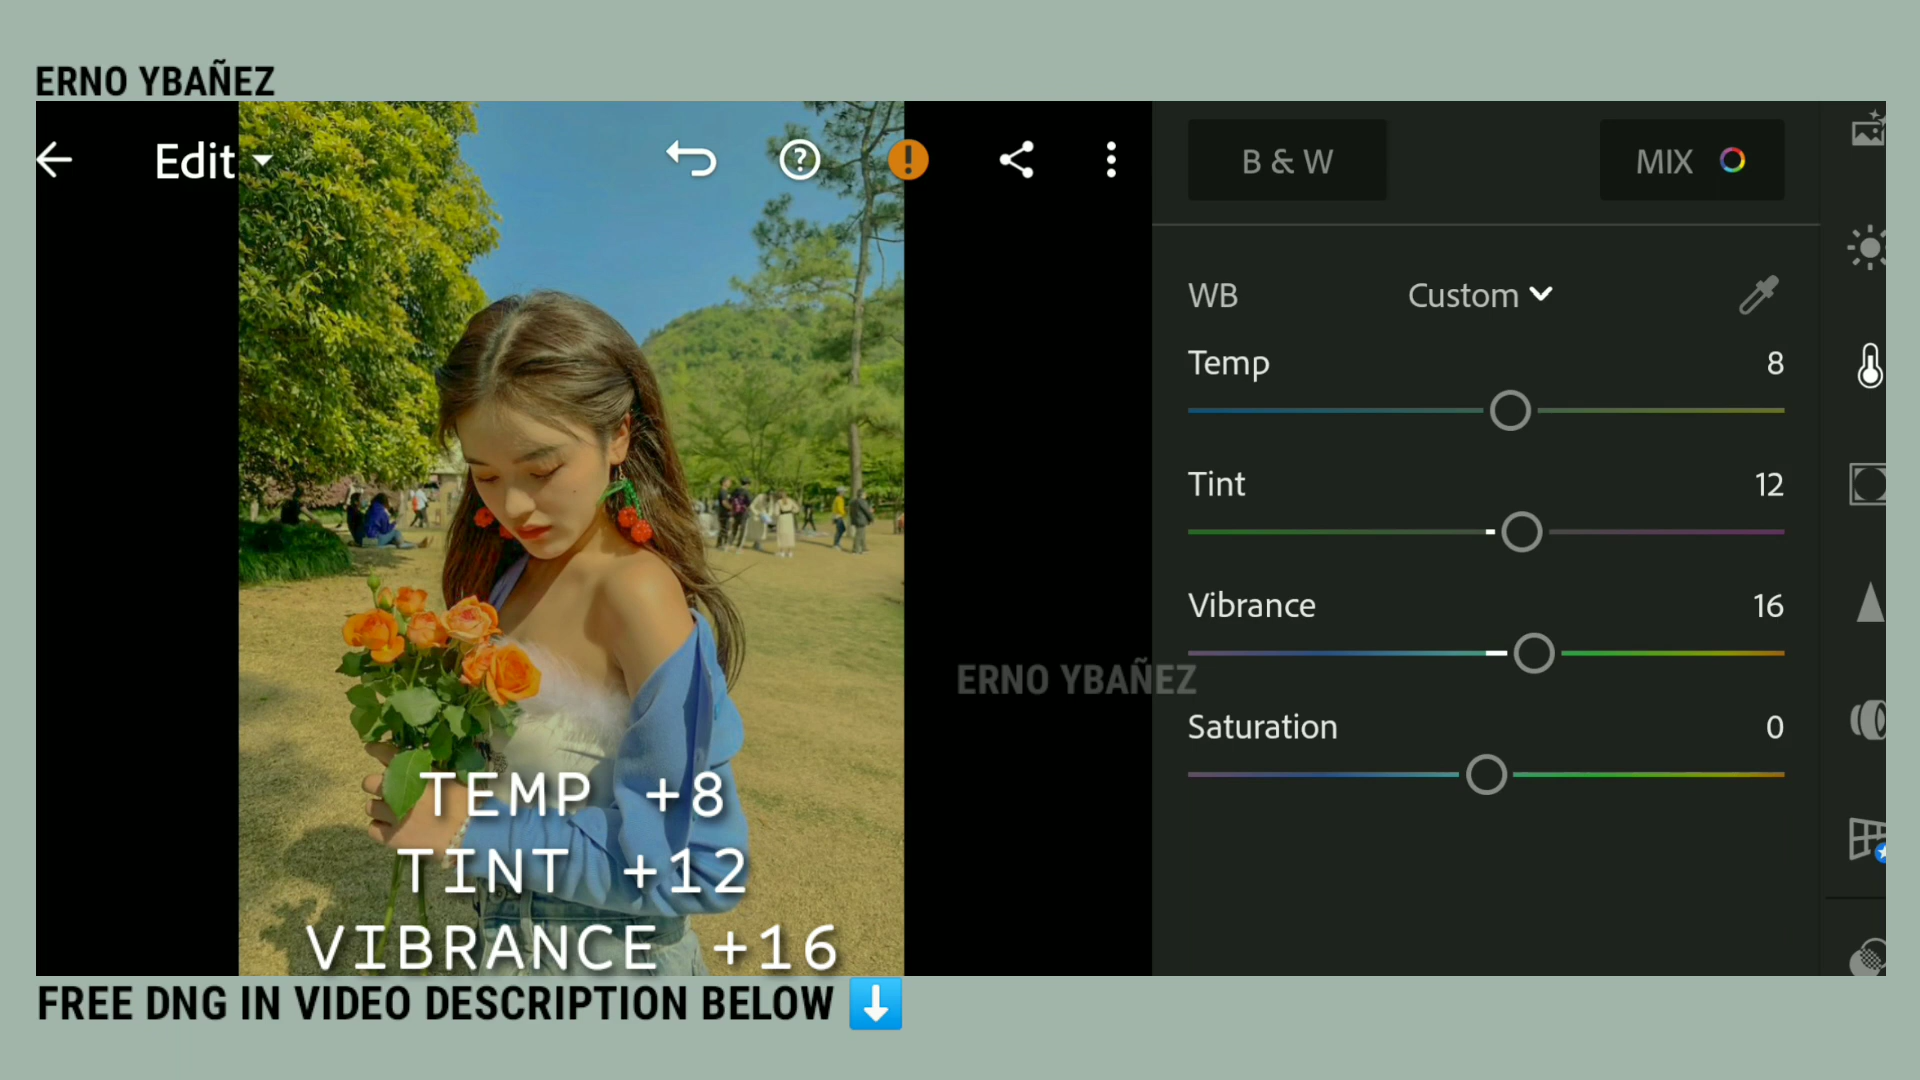 ERNO YBAÑEZ
Edit
B & W
MIX
WB
Custom
Temp
8
Tint
12
Vibrance
16
Saturation
0
ERNO YBAÑEZ
TEMP +8
TINT +12
VIBRANCE +16
FREE DNG IN VIDEO DESCRIPTION BELOW